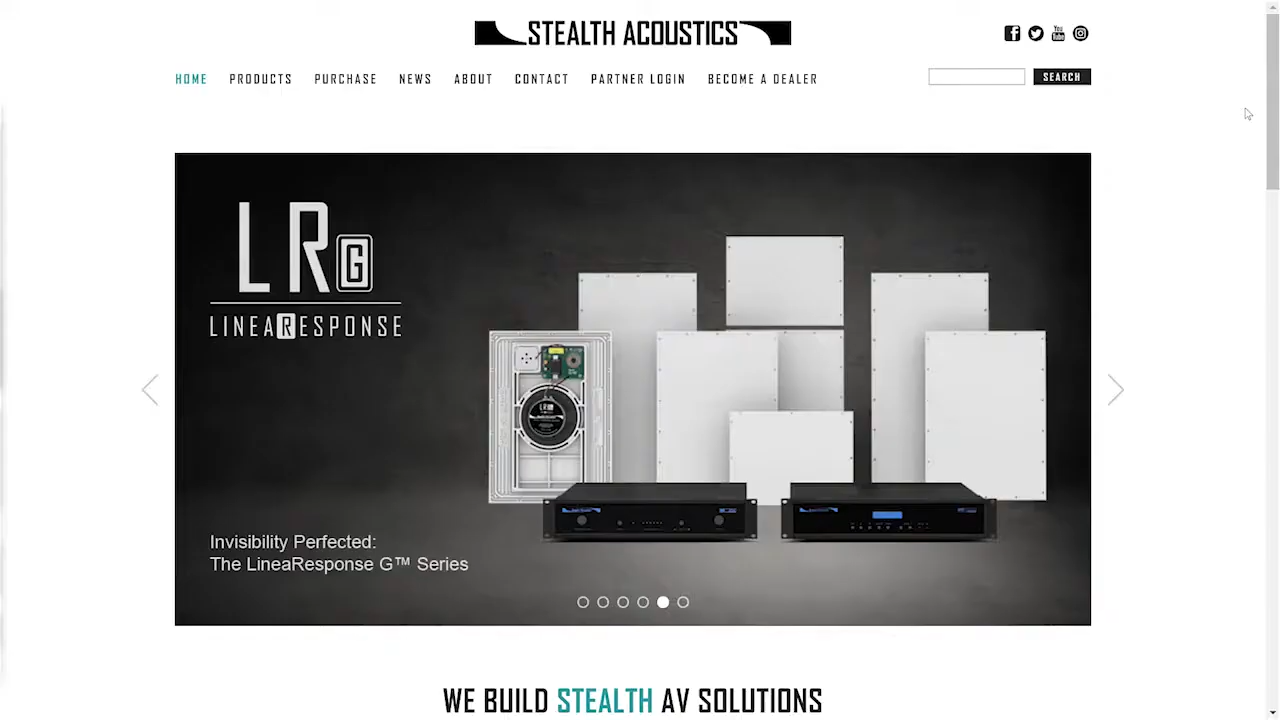 STEALTH ACOUSTICS
HOME PRODUCTS PURCHASE NEWS ABOUT CONTACT PARTNER LOGIN BECOME A DEALER SEARCH
LRG
LINEARESPONSE
Invisibility Perfected:
The LineaResponse G™ Series
WE BUILD STEALTH AV SOLUTIONS